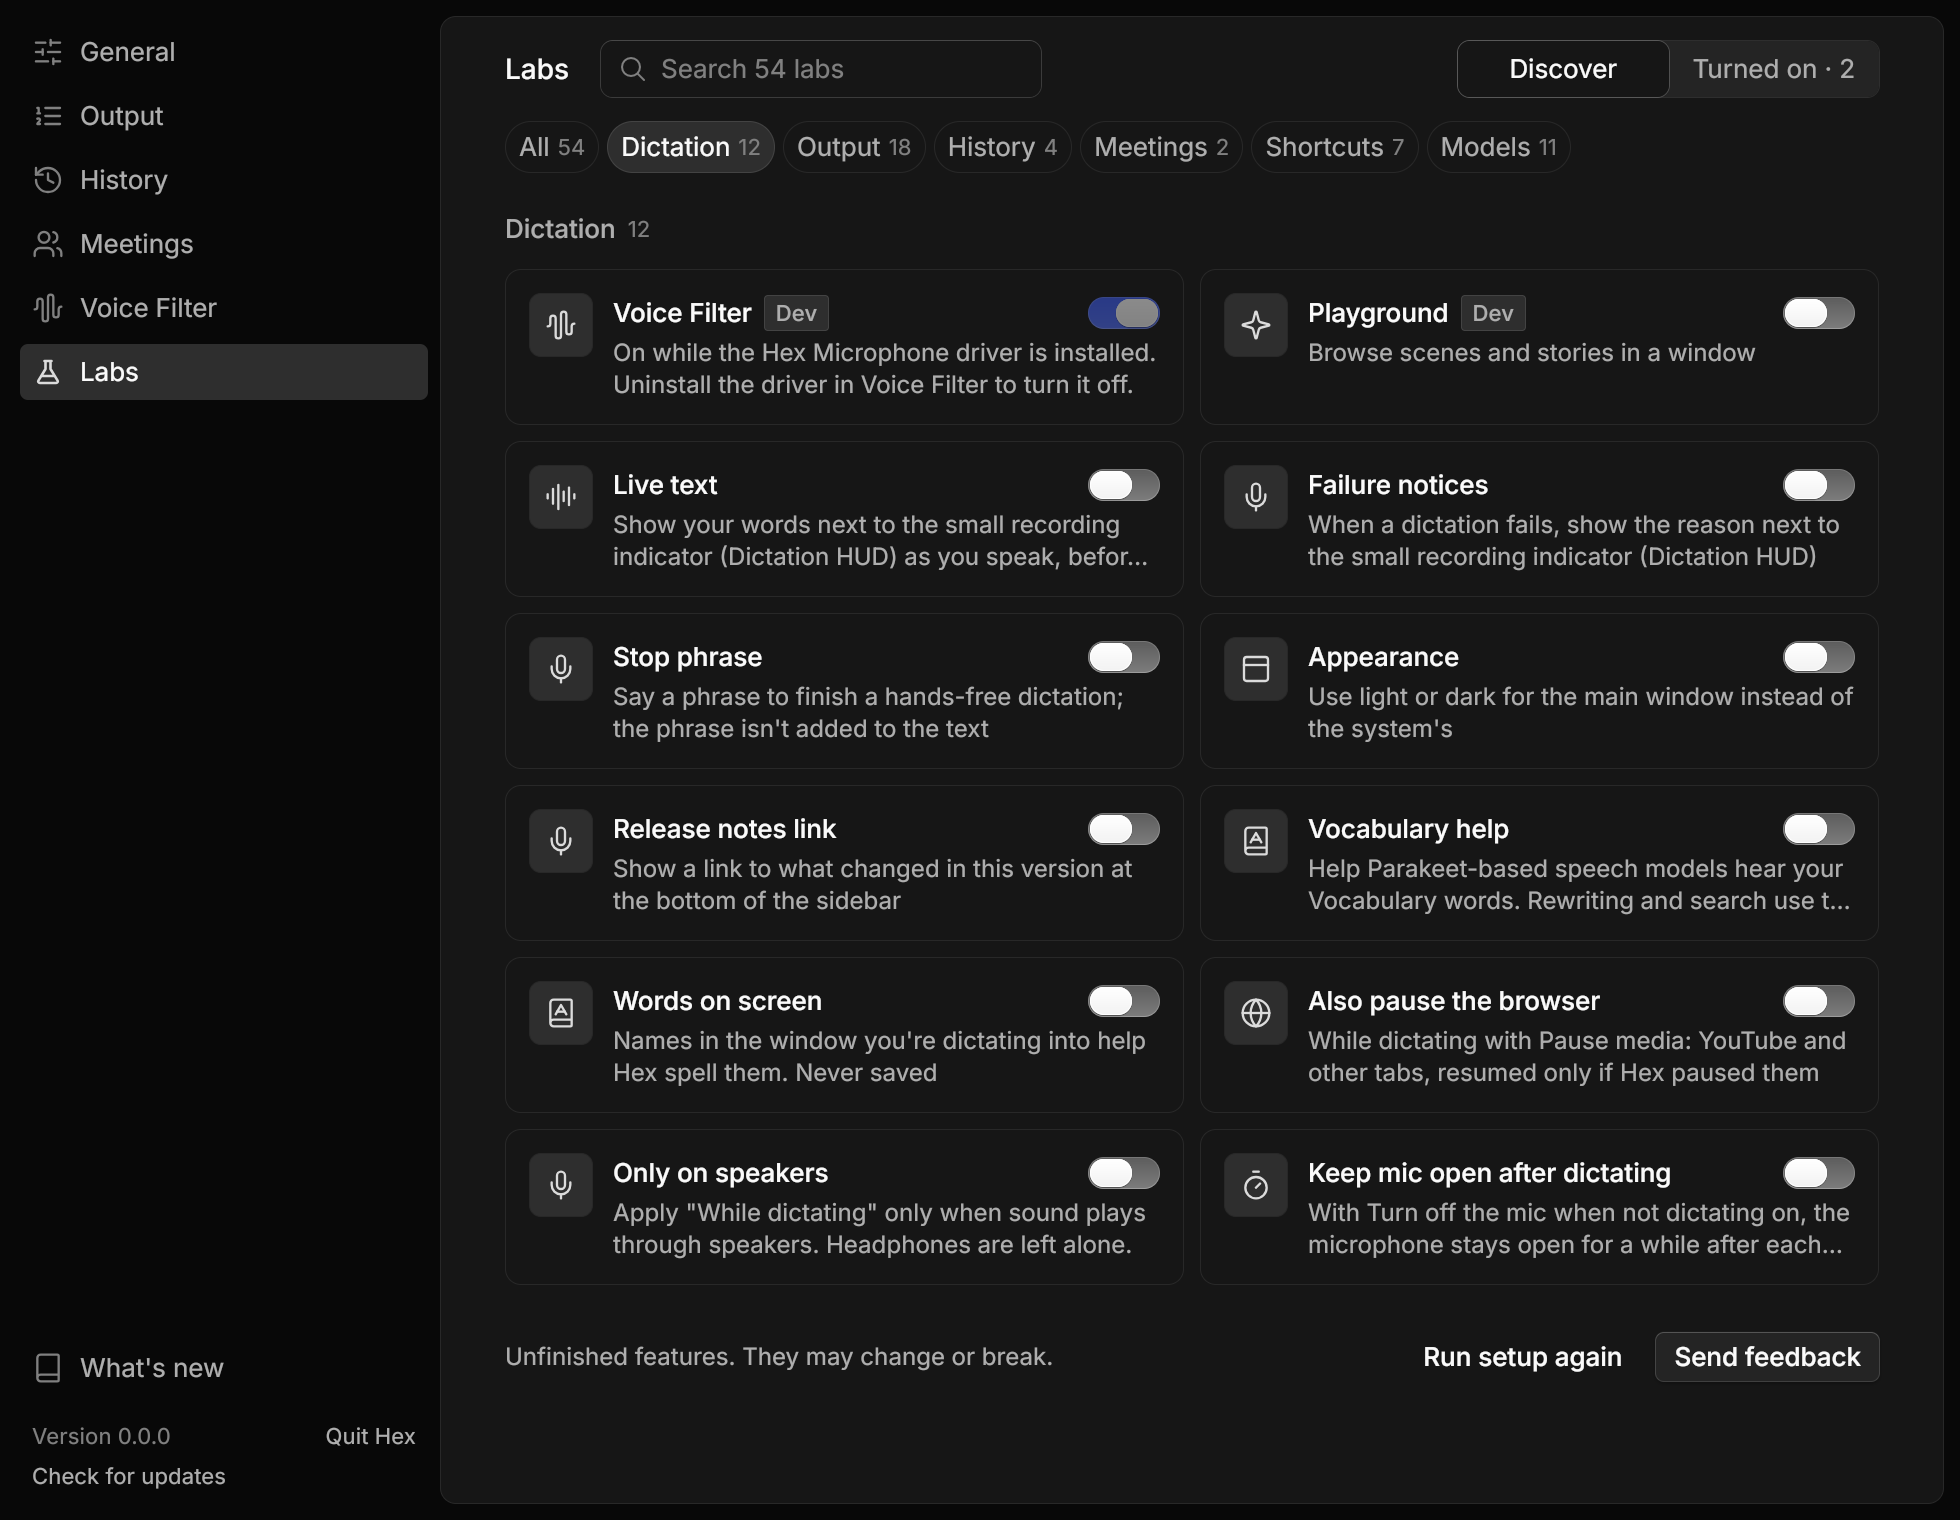 General
Output
History
Meetings
Voice Filter
Labs
What's new
Version 0.0.0
Quit Hex
Check for updates
Labs
Search 54 labs
Discover
Turned on · 2
All 54
Dictation 12
Output 18
History 4
Meetings 2
Shortcuts 7
Models 11
Dictation 12
Voice Filter Dev
On while the Hex Microphone driver is installed.
Uninstall the driver in Voice Filter to turn it off.
Playground Dev
Browse scenes and stories in a window
Live text
Show your words next to the small recording
indicator (Dictation HUD) as you speak, befor...
Failure notices
When a dictation fails, show the reason next to
the small recording indicator (Dictation HUD)
Stop phrase
Say a phrase to finish a hands-free dictation;
the phrase isn't added to the text
Appearance
Use light or dark for the main window instead of
the system's
Release notes link
Show a link to what changed in this version at
the bottom of the sidebar
Vocabulary help
Help Parakeet-based speech models hear your
Vocabulary words. Rewriting and search use t...
Words on screen
Names in the window you're dictating into help
Hex spell them. Never saved
Also pause the browser
While dictating with Pause media: YouTube and
other tabs, resumed only if Hex paused them
Only on speakers
Apply "While dictating" only when sound plays
through speakers. Headphones are left alone.
Keep mic open after dictating
With Turn off the mic when not dictating on, the
microphone stays open for a while after each...
Unfinished features. They may change or break.
Run setup again
Send feedback